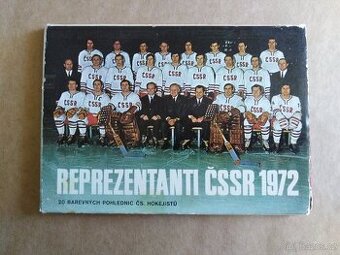 REPREZENTANTI ČSSR 1972
20 BAREVNÝCH POHLEDNIC ČS. HOKEJISTŮ